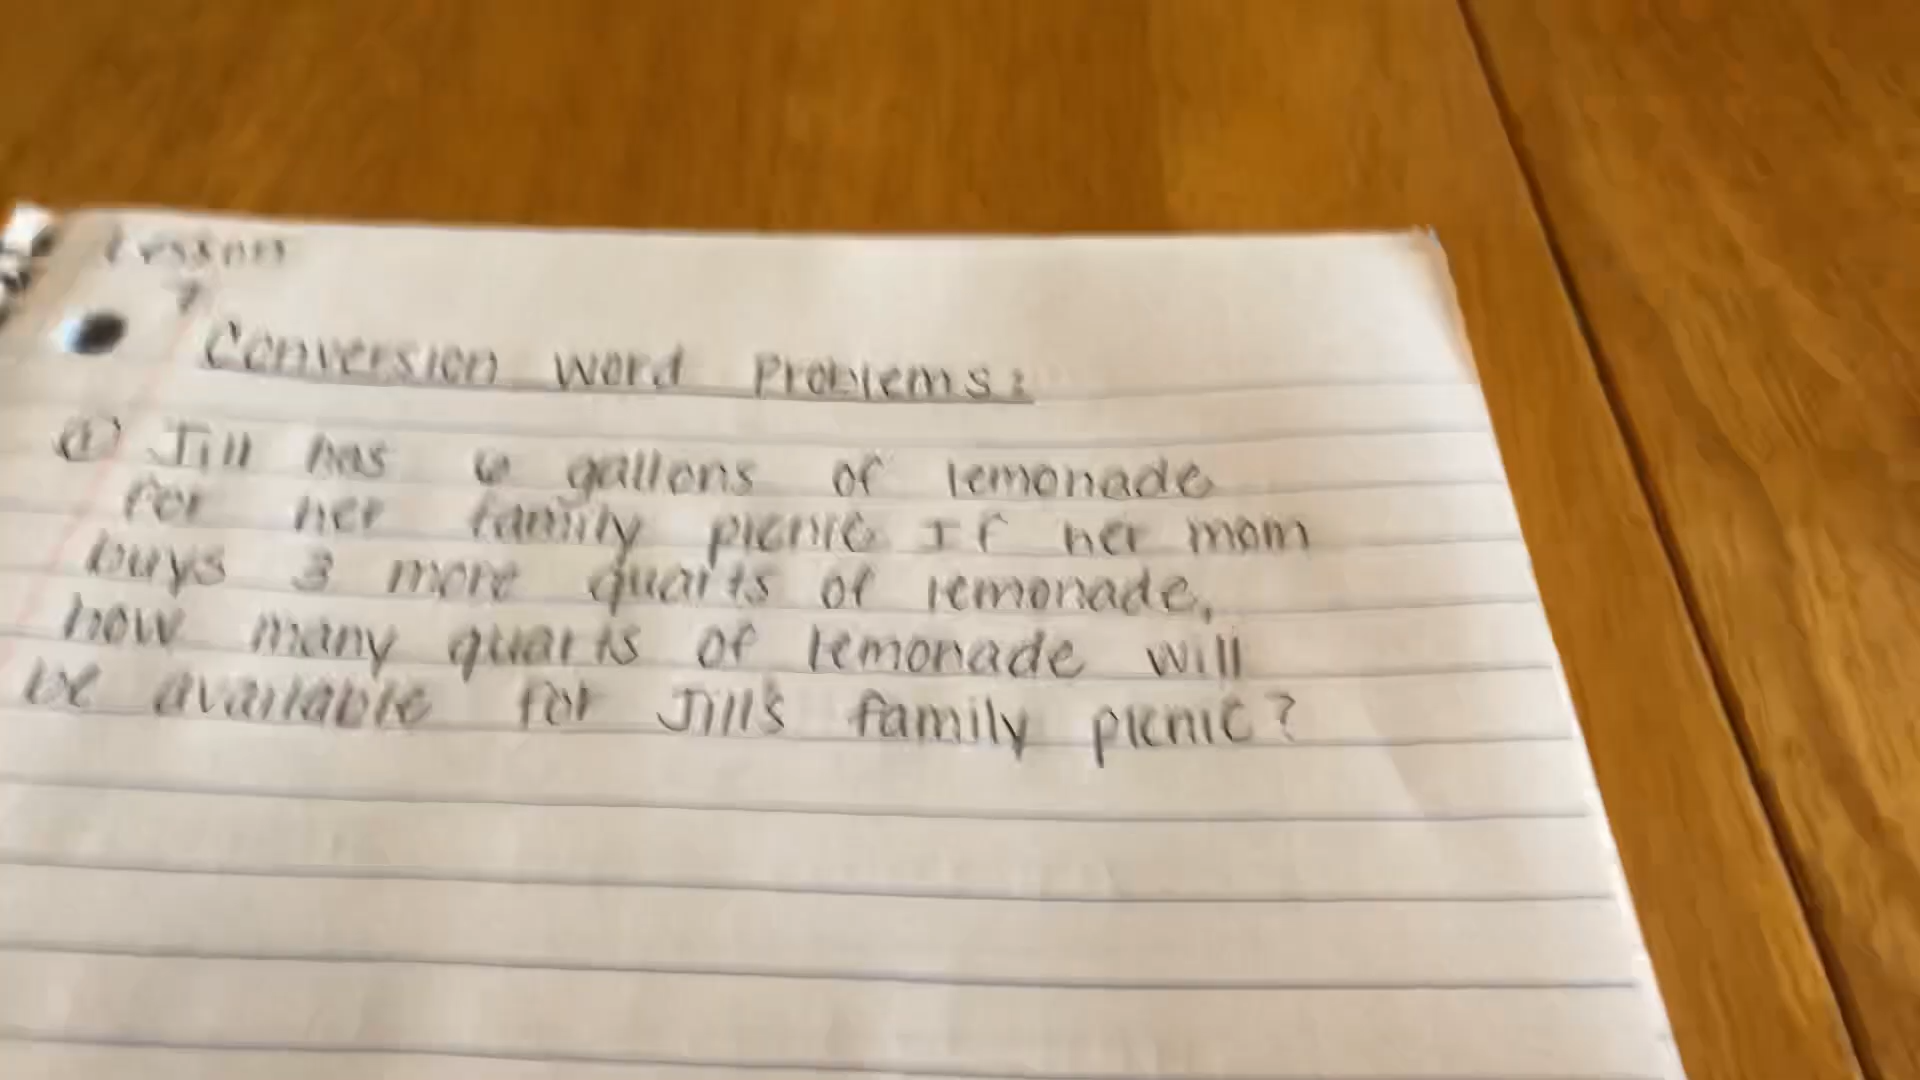 Lesson
7
Conversion Word Problems:
① Jill has 6 gallons of lemonade
for her family picnic. If her mom
buys 3 more quarts of lemonade,
how many quarts of lemonade will
be available for Jill's family picnic?